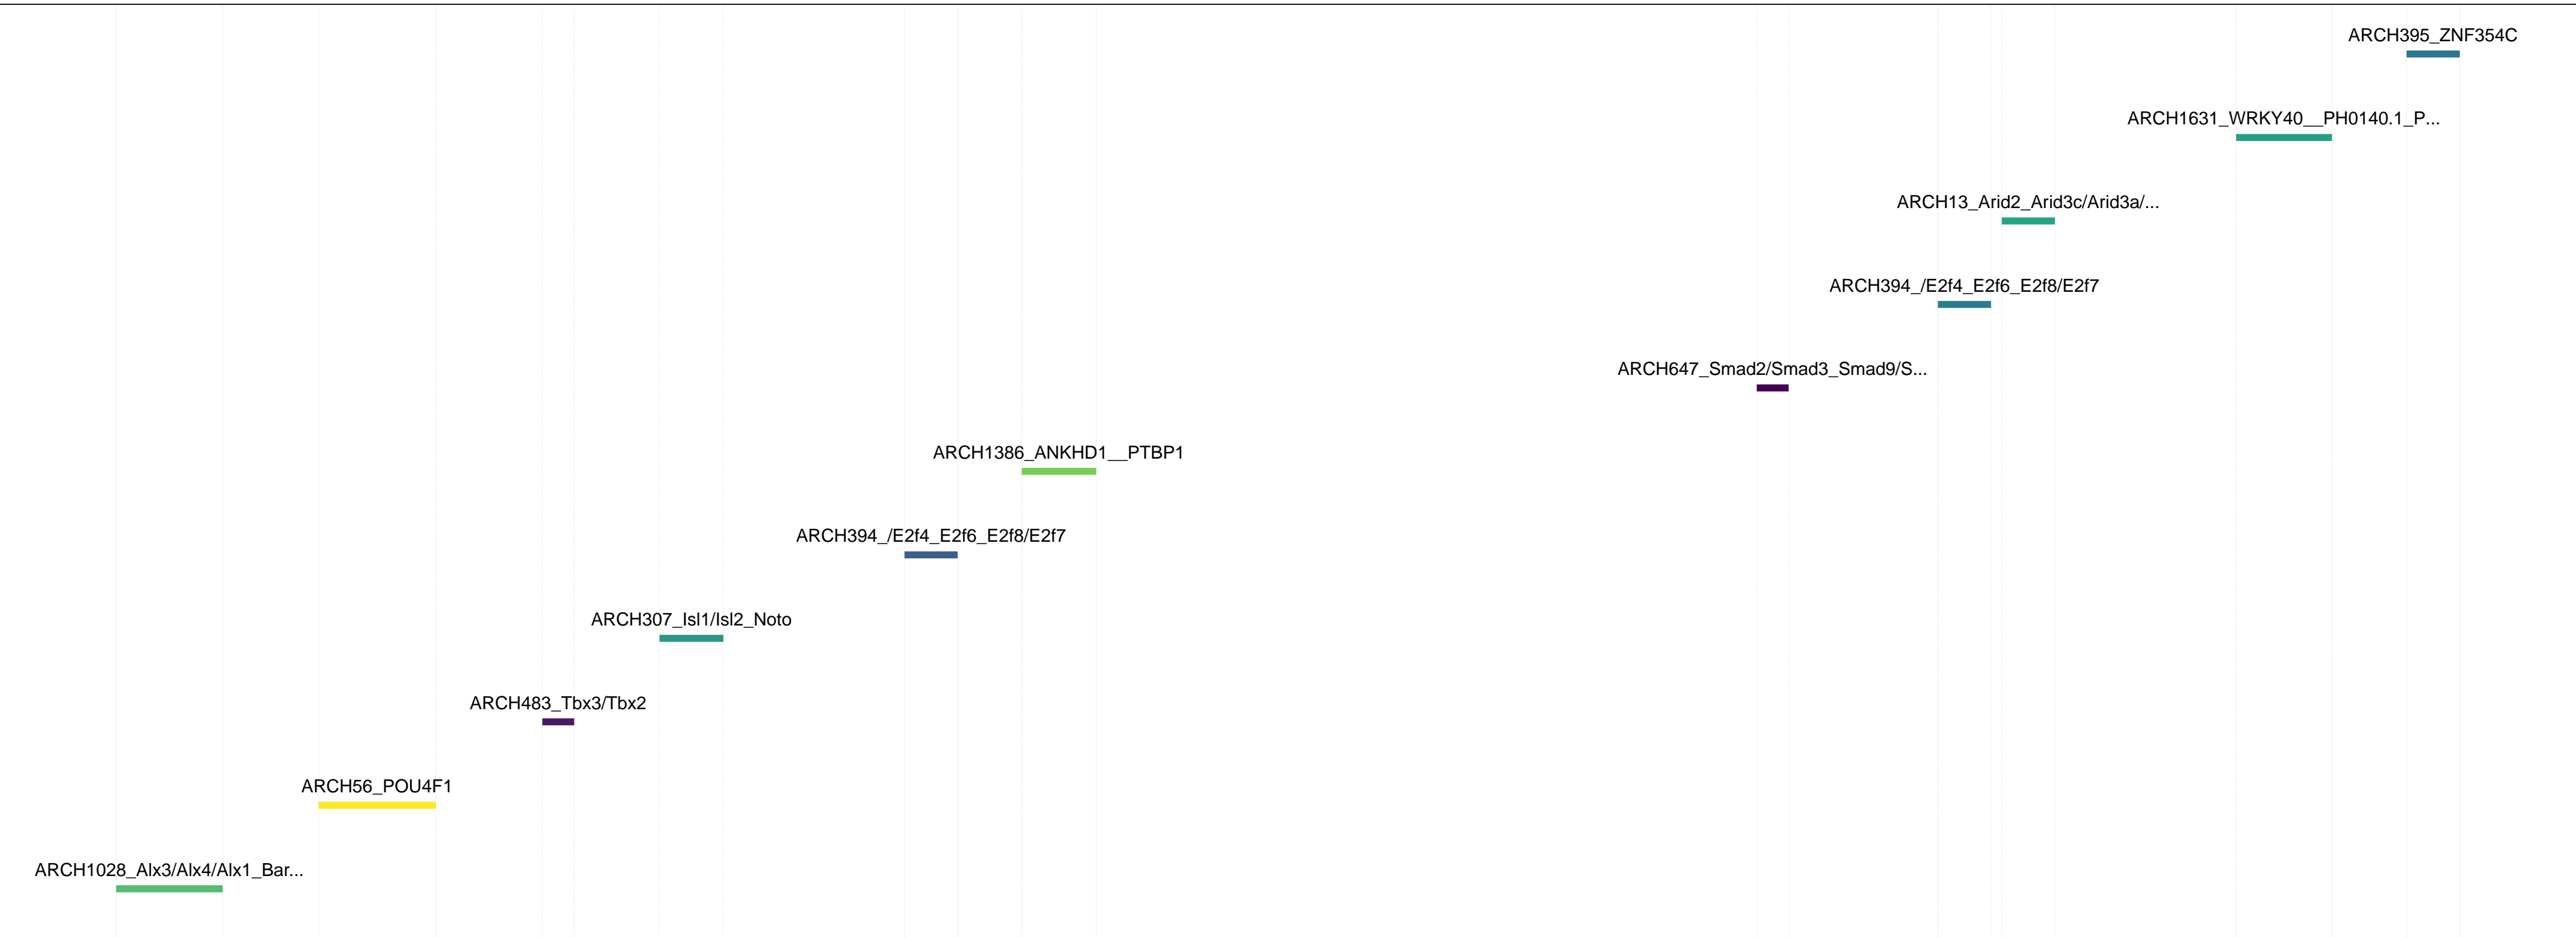 ARCH395_ZNF354C
ARCH1631_WRKY40__PH0140.1_P...
ARCH13_Arid2_Arid3c/Arid3a/...
ARCH394_/E2f4_E2f6_E2f8/E2f7
ARCH647_Smad2/Smad3_Smad9/S...
ARCH1386_ANKHD1__PTBP1
ARCH394_/E2f4_E2f6_E2f8/E2f7
ARCH307_Isl1/Isl2_Noto
ARCH483_Tbx3/Tbx2
ARCH56_POU4F1
ARCH1028_Alx3/Alx4/Alx1_Bar...